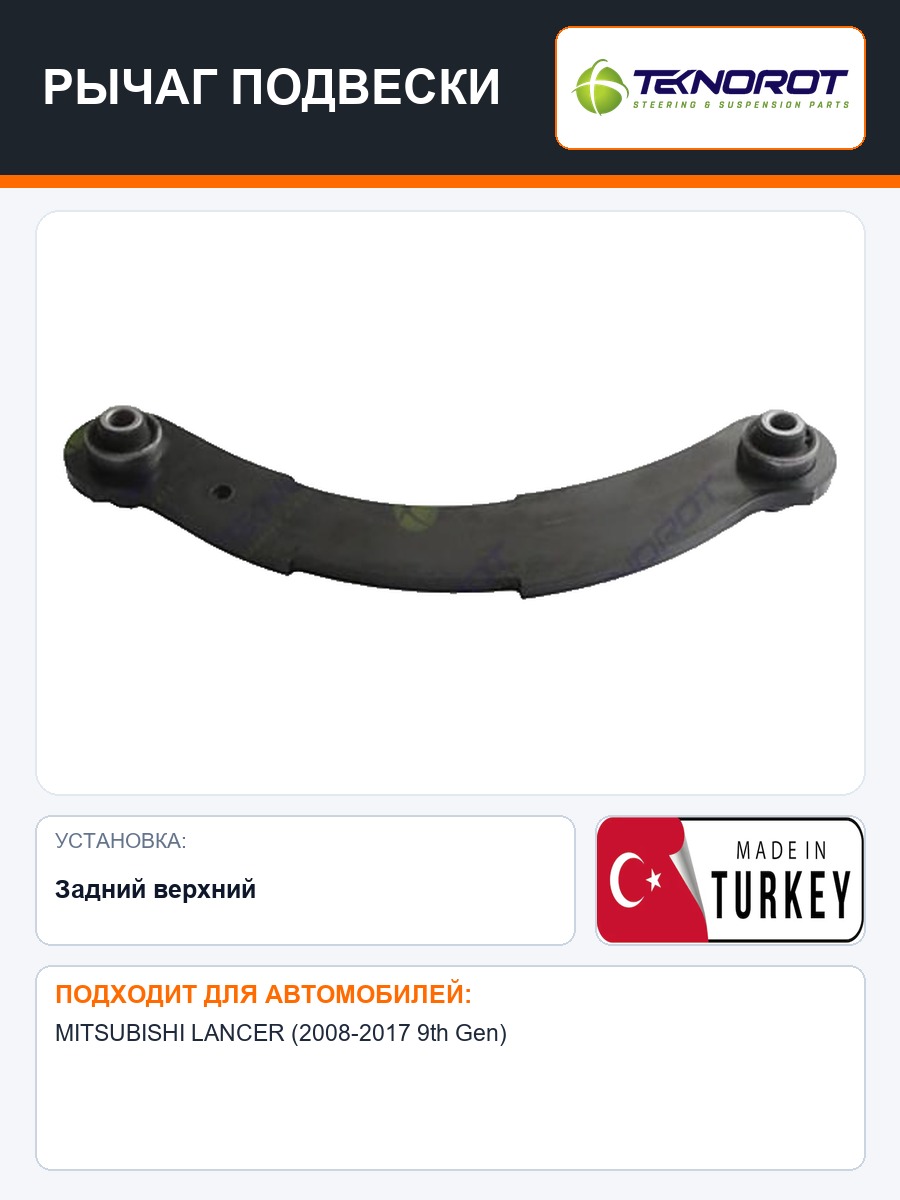 РЫЧАГ ПОДВЕСКИ
TEKNOROT
STEERING & SUSPENSION PARTS
УСТАНОВКА:
Задний верхний
MADE IN
TURKEY
ПОДХОДИТ ДЛЯ АВТОМОБИЛЕЙ:
MITSUBISHI LANCER (2008-2017 9th Gen)